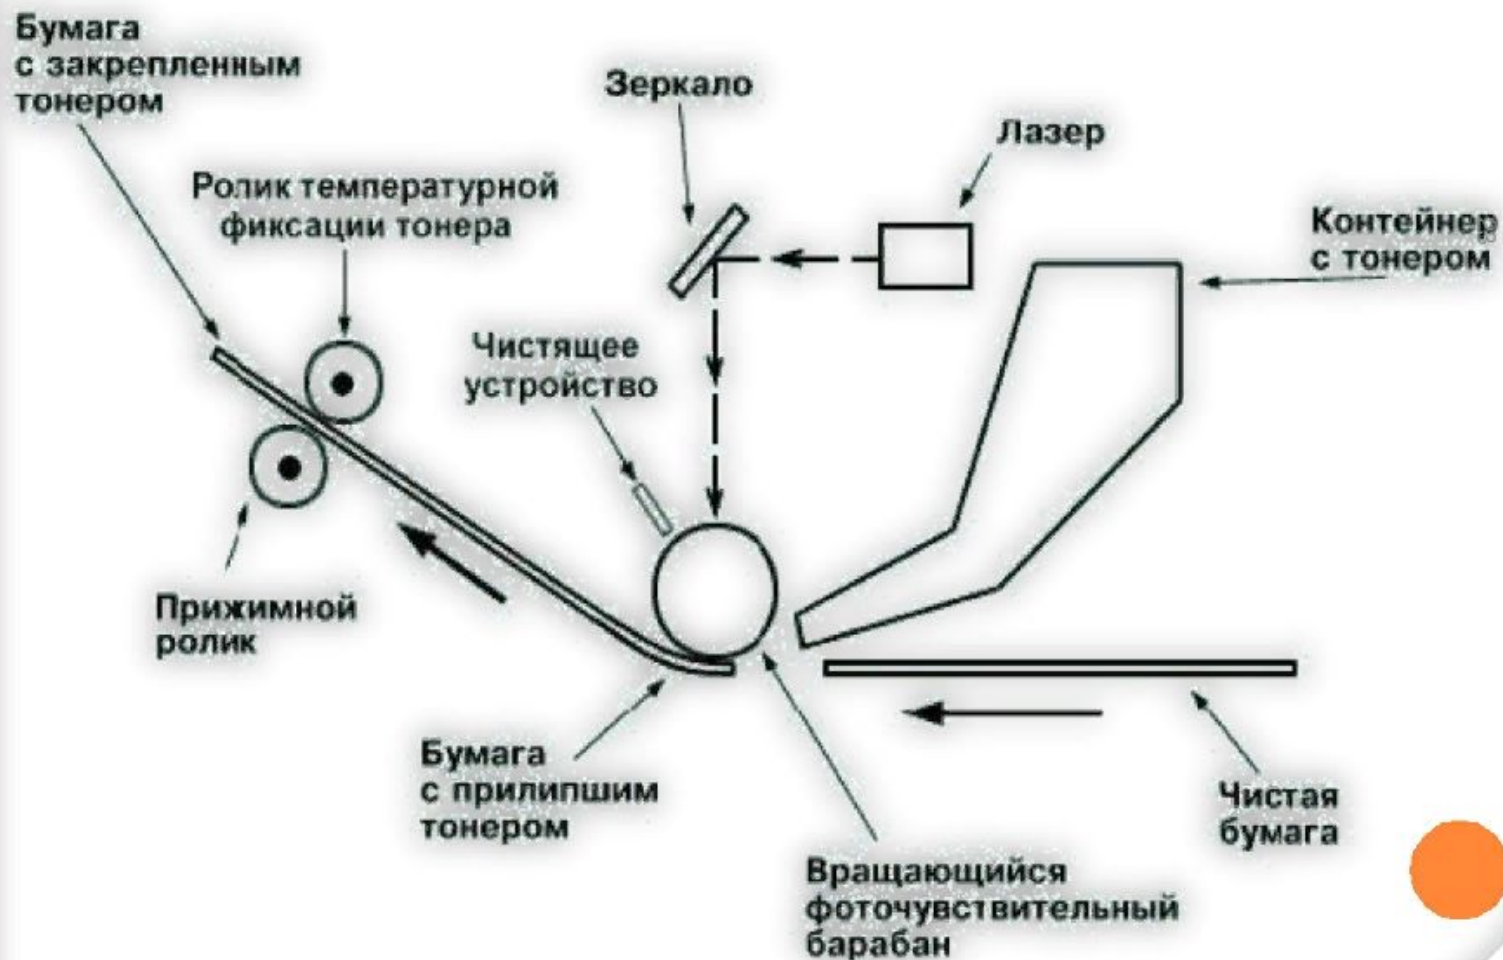 Бумага
с закрепленным
тонером
Зеркало
Лазер
Ролик температурной
фиксации тонера
Контейнер
с тонером
Чистящее
устройство
Прижимной
ролик
Бумага
с прилипшим
тонером
Чистая
бумага
Вращающийся
фоточувствительный
барабан